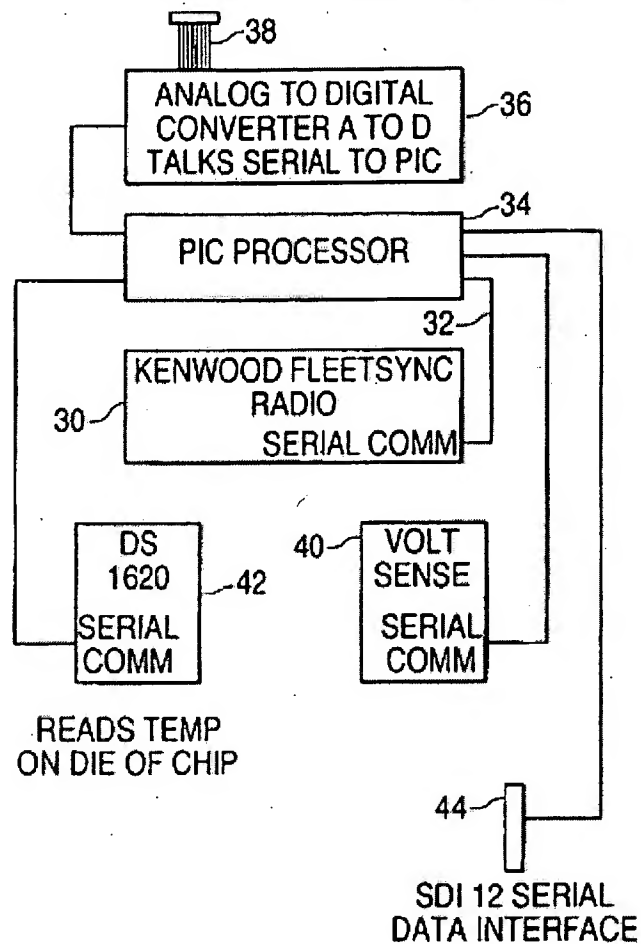 38
ANALOG TO DIGITAL
CONVERTER A TO D
TALKS SERIAL TO PIC
36
34
PIC PROCESSOR
32
KENWOOD FLEETSYNC
RADIO
30
SERIAL COMM
DS
1620
42
SERIAL
COMM
40
VOLT
SENSE
SERIAL
COMM
READS TEMP
ON DIE OF CHIP
44
SDI 12 SERIAL
DATA INTERFACE